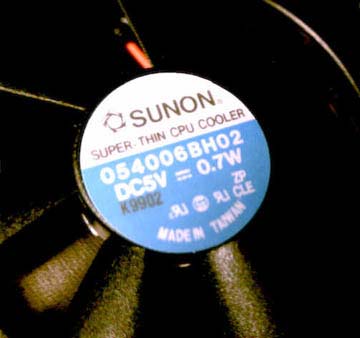 SUNON®
SUPER-THIN CPU COOLER
054006BH02
DC5V ⎓ 0.7W
K9902
ZP
CLE
MADE IN TAIWAN